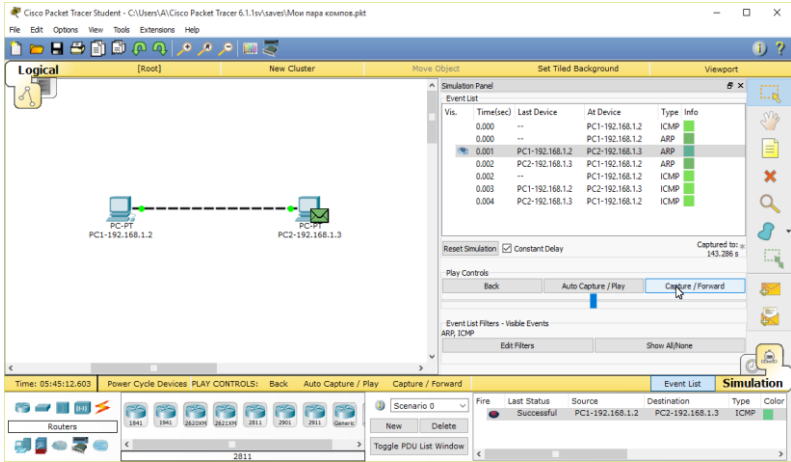 Cisco Packet Tracer Student - C:\Users\A\Cisco Packet Tracer 6.1.1sv\saves\Мои пара компов.pkt
File Edit Options View Tools Extensions Help
Logical [Root] New Cluster Move Object Set Tiled Background Viewport
Simulation Panel
Event List
Vis. Time(sec) Last Device At Device Type Info
0.000 -- PC1-192.168.1.2 ICMP
0.000 -- PC1-192.168.1.2 ARP
0.001 PC1-192.168.1.2 PC2-192.168.1.3 ARP
0.002 PC2-192.168.1.3 PC1-192.168.1.2 ARP
0.002 -- PC1-192.168.1.2 ICMP
0.003 PC1-192.168.1.2 PC2-192.168.1.3 ICMP
0.004 PC2-192.168.1.3 PC1-192.168.1.2 ICMP
PC-PT
PC1-192.168.1.2
PC-PT
PC2-192.168.1.3
Reset Simulation Constant Delay Captured to: *
143.286 s
Play Controls
Back Auto Capture / Play Capture / Forward
Event List Filters - Visible Events
ARP, ICMP
Edit Filters Show All/None
Time: 05:45:12.603 Power Cycle Devices PLAY CONTROLS: Back Auto Capture / Play Capture / Forward Event List Simulation
Routers
1841 1941 2620XM 2621XM 2811 2901 2911 Generic
2811
Scenario 0
New Delete
Toggle PDU List Window
Fire Last Status Source Destination Type Color
Successful PC1-192.168.1.2 PC2-192.168.1.3 ICMP